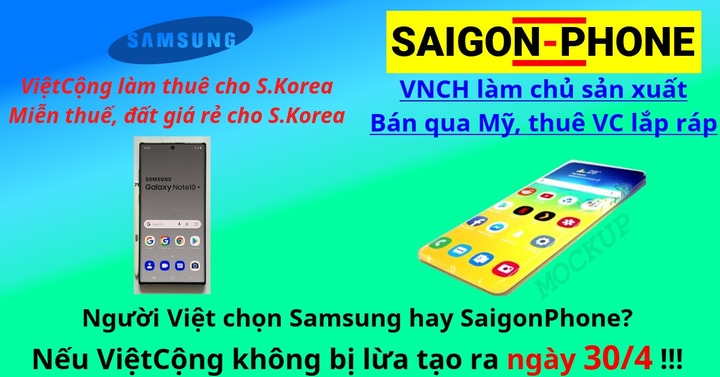 SAMSUNG
ViệtCộng làm thuê cho S.Korea
Miễn thuế, đất giá rẻ cho S.Korea
SAIGON-PHONE
VNCH làm chủ sản xuất
Bán qua Mỹ, thuê VC lắp ráp
SAMSUNG
Galaxy Note10+
28°
MOCKUP
Người Việt chọn Samsung hay SaigonPhone?
Nếu ViệtCộng không bị lừa tạo ra ngày 30/4 !!!